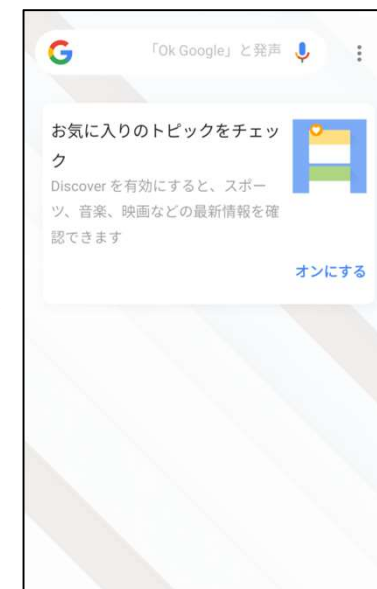 「Ok Google」と発声
お気に入りのトピックをチェッ
ク
Discover を有効にすると、スポー
ツ、音楽、映画などの最新情報を確
認できます
オンにする